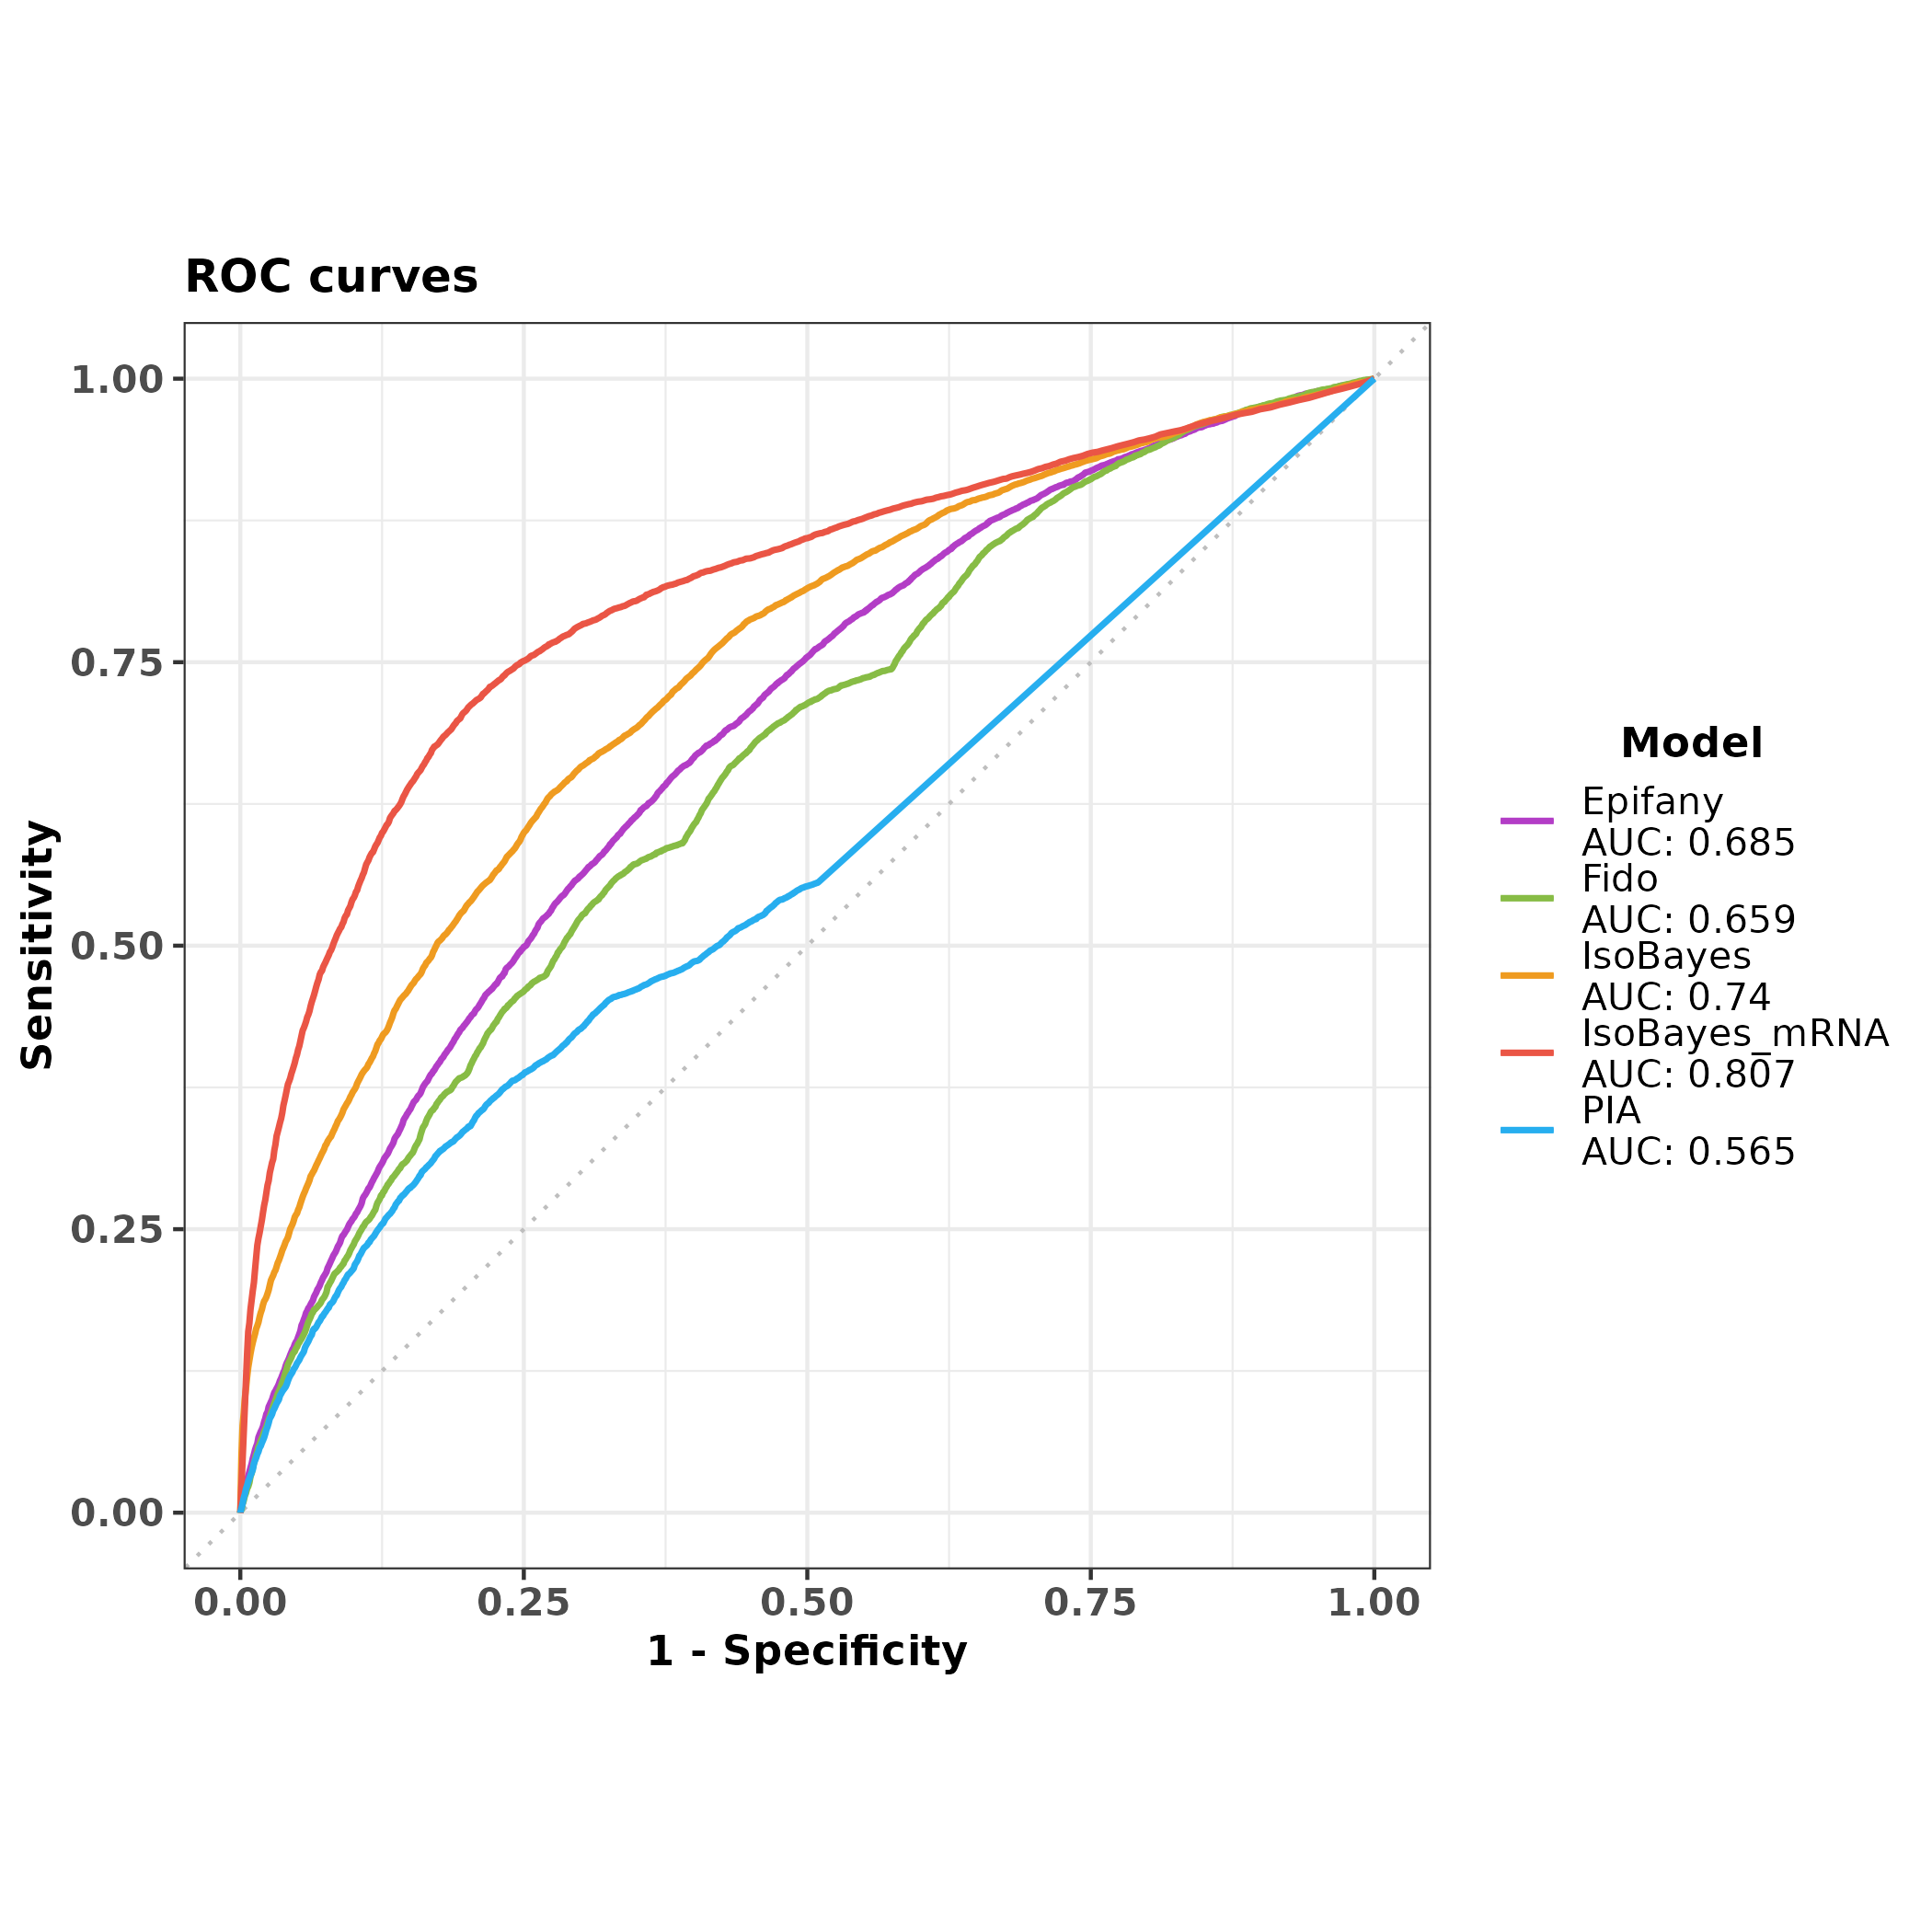 ROC curves
1.00
0.75
0.50
0.25
0.00
Sensitivity
0.00 0.25 0.50 0.75 1.00
1 - Specificity
Model
Epifany
AUC: 0.685
Fido
AUC: 0.659
IsoBayes
AUC: 0.74
IsoBayes_mRNA
AUC: 0.807
PIA
AUC: 0.565